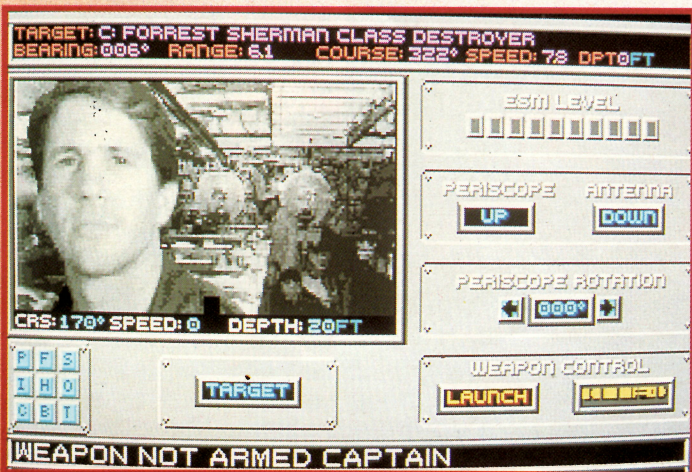 TARGET: C: FORREST SHERMAN CLASS DESTROYER
BEARING: 006° RANGE: 6.1 COURSE: 322° SPEED: 78 DPT0FT
ESM LEVEL
PERISCOPE ANTENNA
UP DOWN
PERISCOPE ROTATION
000°
CRS: 170° SPEED: 0 DEPTH: 20FT
P F S
I H O
C B T
TARGET
WEAPON CONTROL
LAUNCH
WEAPON NOT ARMED CAPTAIN